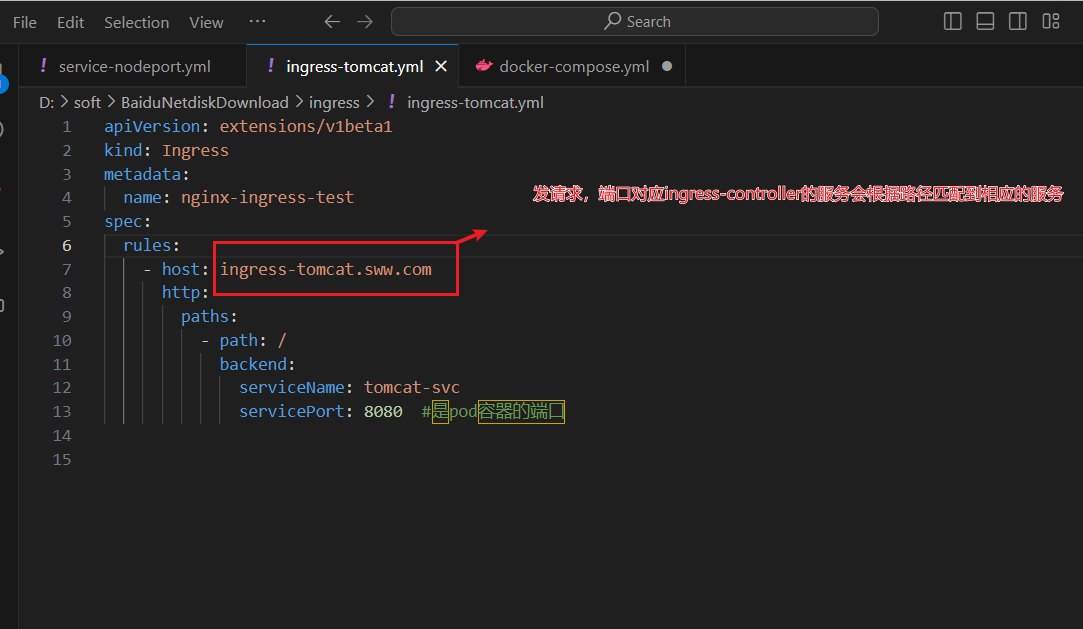 File Edit Selection View ··· Search
service-nodeport.yml ingress-tomcat.yml docker-compose.yml
D: > soft > BaiduNetdiskDownload > ingress > ! ingress-tomcat.yml
1 apiVersion: extensions/v1beta1
2 kind: Ingress
3 metadata:
4 name: nginx-ingress-test
发请求，端口对应ingress-controller的服务会根据路径匹配到相应的服务
5 spec:
6 rules:
7 - host: ingress-tomcat.sww.com
8 http:
9 paths:
10 - path: /
11 backend:
12 serviceName: tomcat-svc
13 servicePort: 8080 #是pod容器的端口
14
15